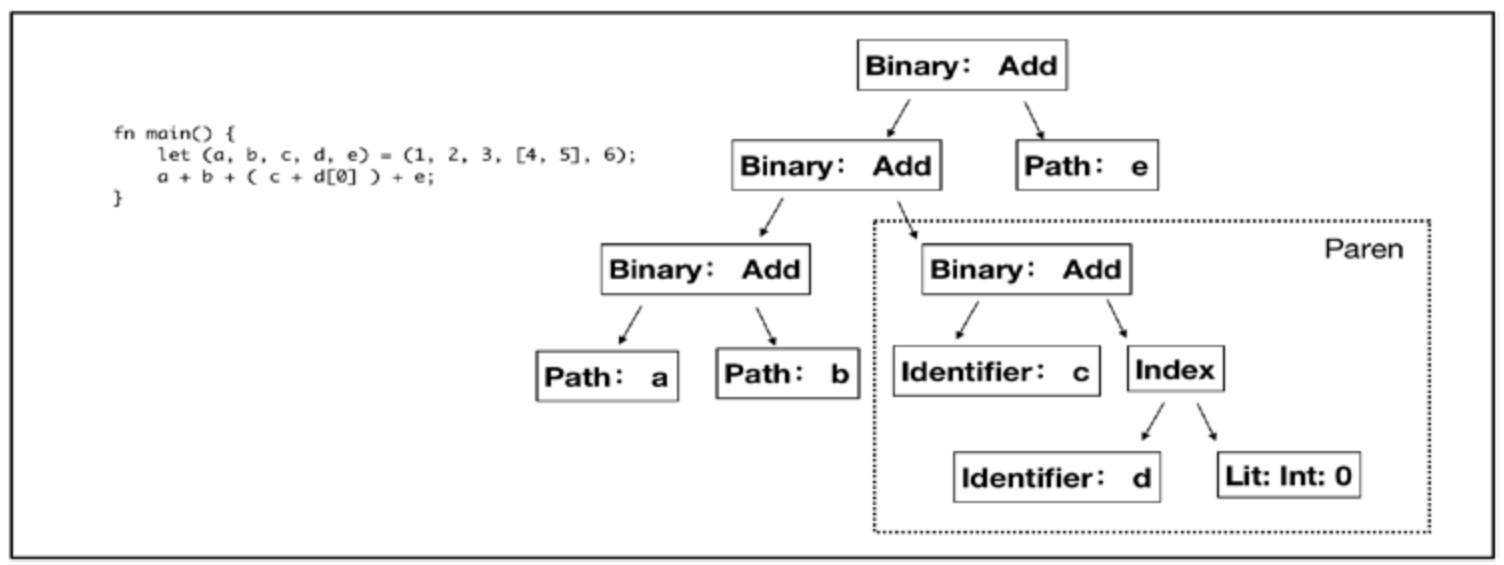 fn main() {
    let (a, b, c, d, e) = (1, 2, 3, [4, 5], 6);
    a + b + ( c + d[0] ) + e;
}
Binary： Add
Binary： Add
Path： e
Paren
Binary： Add
Binary： Add
Path： a
Path： b
Identifier： c
Index
Identifier： d
Lit: Int: 0